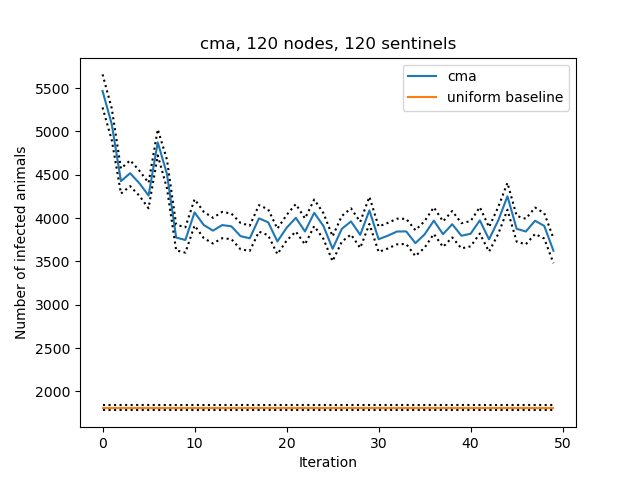 cma, 120 nodes, 120 sentinels
cma
uniform baseline
Number of infected animals
5500
5000
4500
4000
3500
3000
2500
2000
0 10 20 30 40 50
Iteration